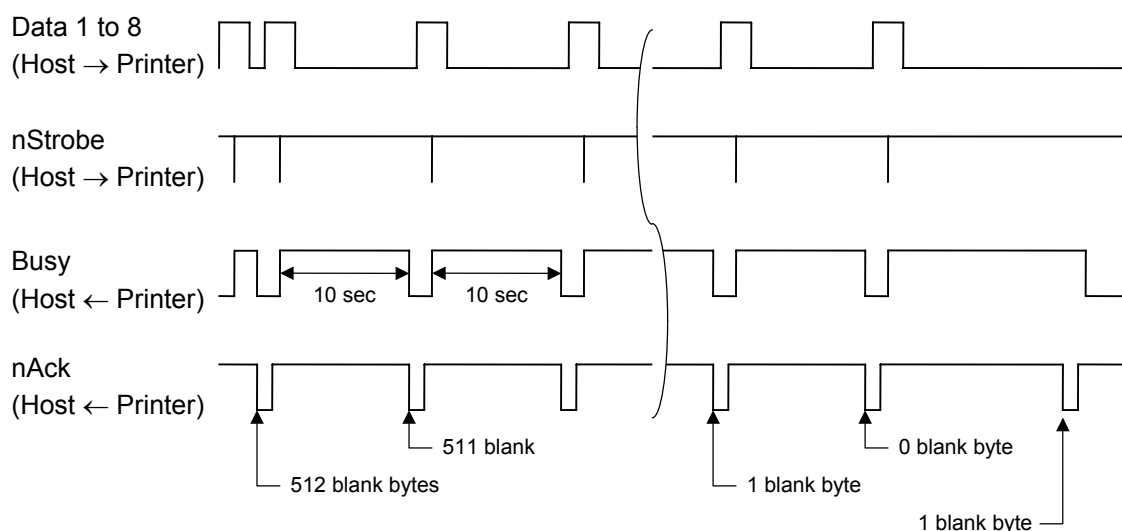 Data 1 to 8
(Host → Printer)
nStrobe
(Host → Printer)
Busy
(Host ← Printer)
10 sec
10 sec
nAck
(Host ← Printer)
511 blank
0 blank byte
512 blank bytes
1 blank byte
1 blank byte